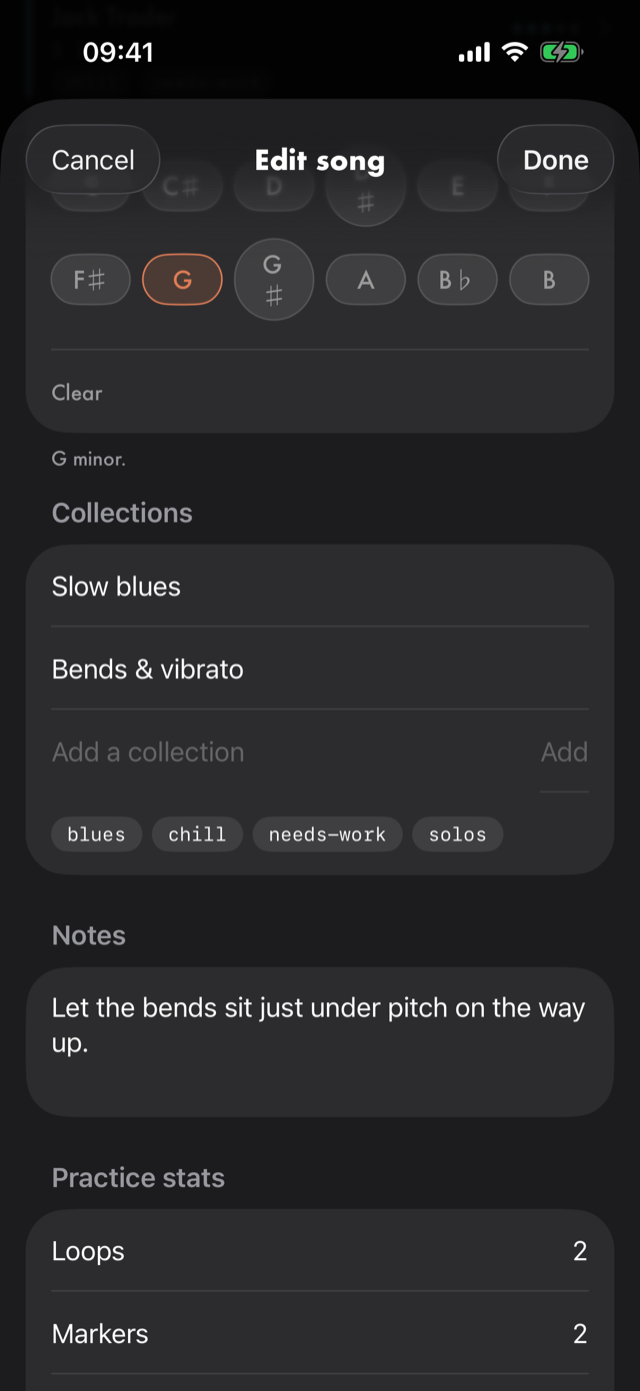 09:41
Cancel
Edit song
Done
C♯
D
♯
E
F♯
G
G
♯
A
B♭
B
Clear
G minor.
Collections
Slow blues
Bends & vibrato
Add a collection
Add
blues
chill
needs-work
solos
Notes
Let the bends sit just under pitch on the way
up.
Practice stats
Loops
2
Markers
2